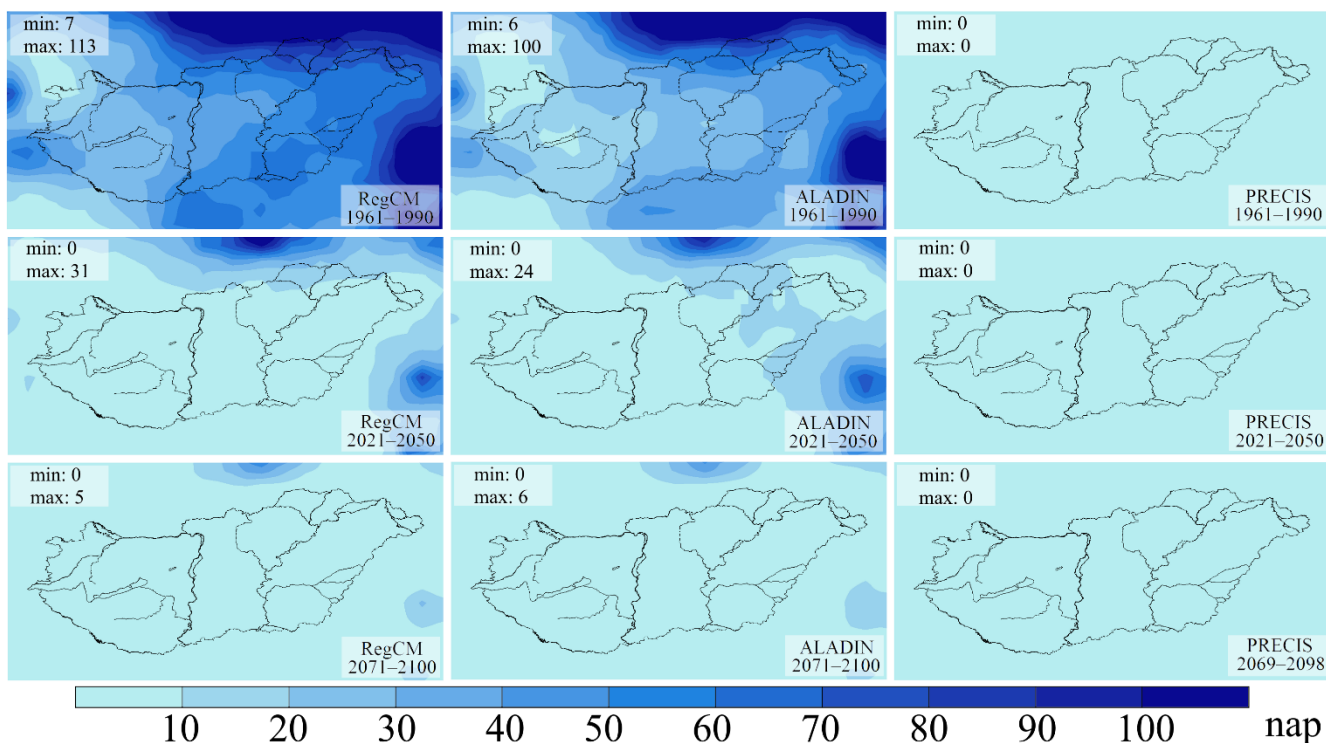 min: 7
max: 113
RegCM
1961–1990
min: 6
max: 100
ALADIN
1961–1990
min: 0
max: 0
PRECIS
1961–1990
min: 0
max: 31
RegCM
2021–2050
min: 0
max: 24
ALADIN
2021–2050
min: 0
max: 0
PRECIS
2021–2050
min: 0
max: 5
RegCM
2071–2100
min: 0
max: 6
ALADIN
2071–2100
min: 0
max: 0
PRECIS
2069–2098
10 20 30 40 50 60 70 80 90 100 nap